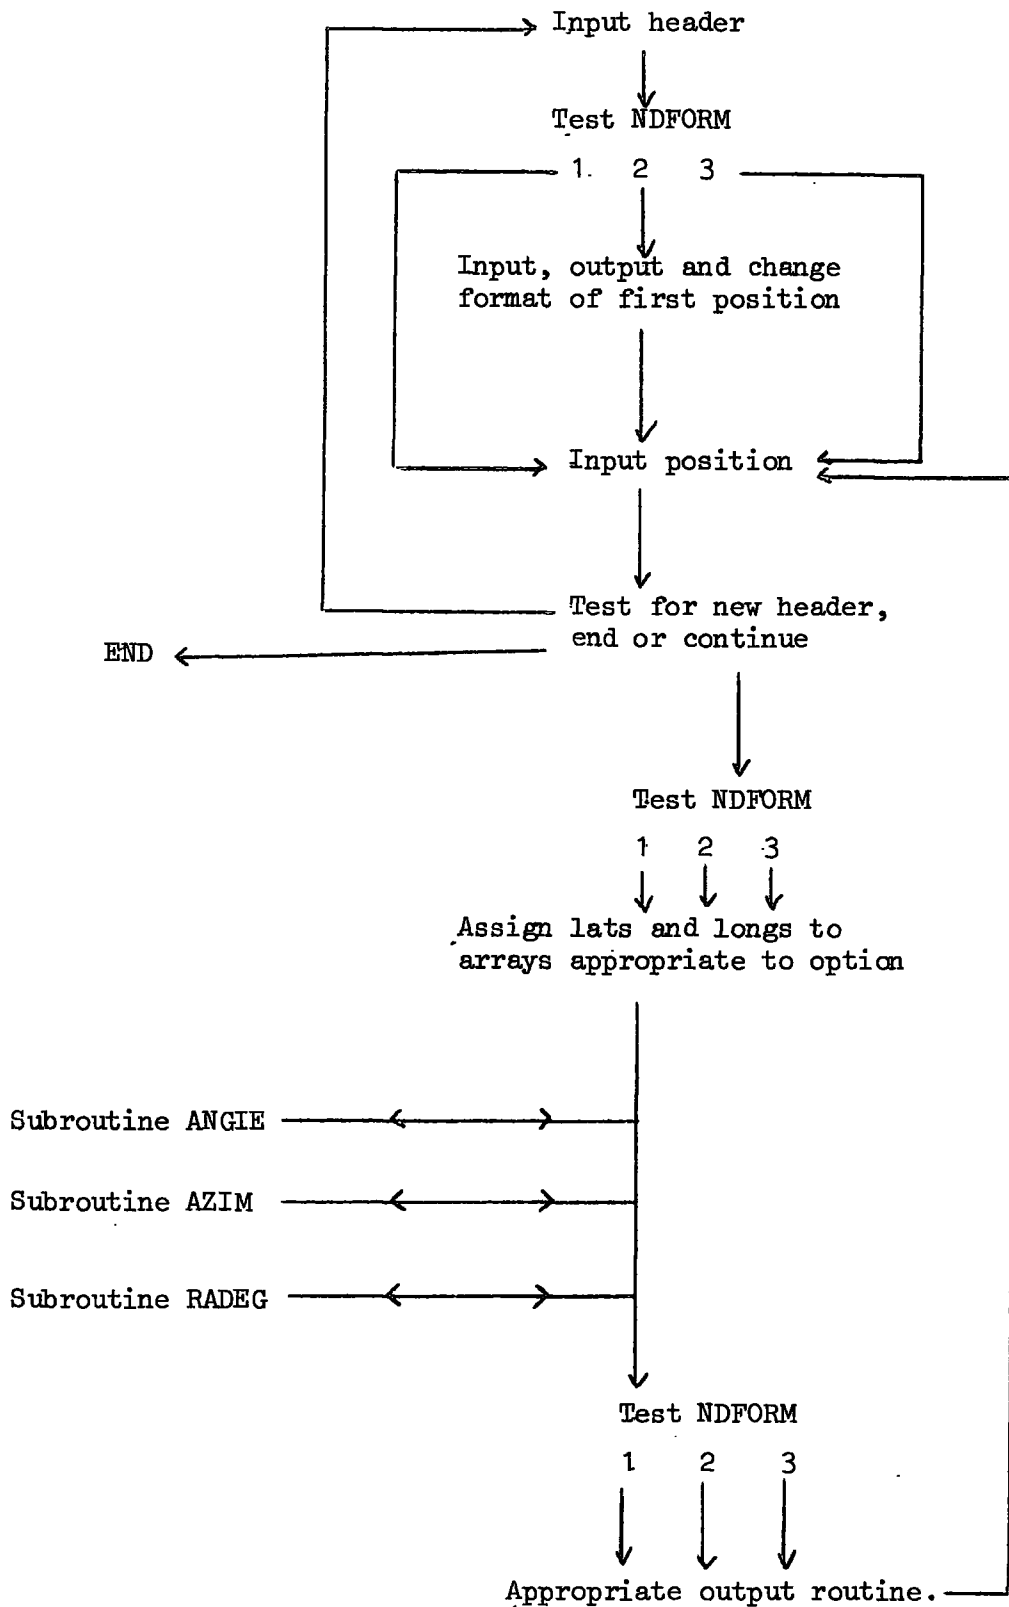 Input header
Test NDFORM
1. 2 3
Input, output and change
format of first position
Input position
Test for new header,
end or continue
END
Test NDFORM
1 2 3
Assign lats and longs to
arrays appropriate to option
Subroutine ANGIE
Subroutine AZIM
Subroutine RADEG
Test NDFORM
1 2 3
Appropriate output routine.